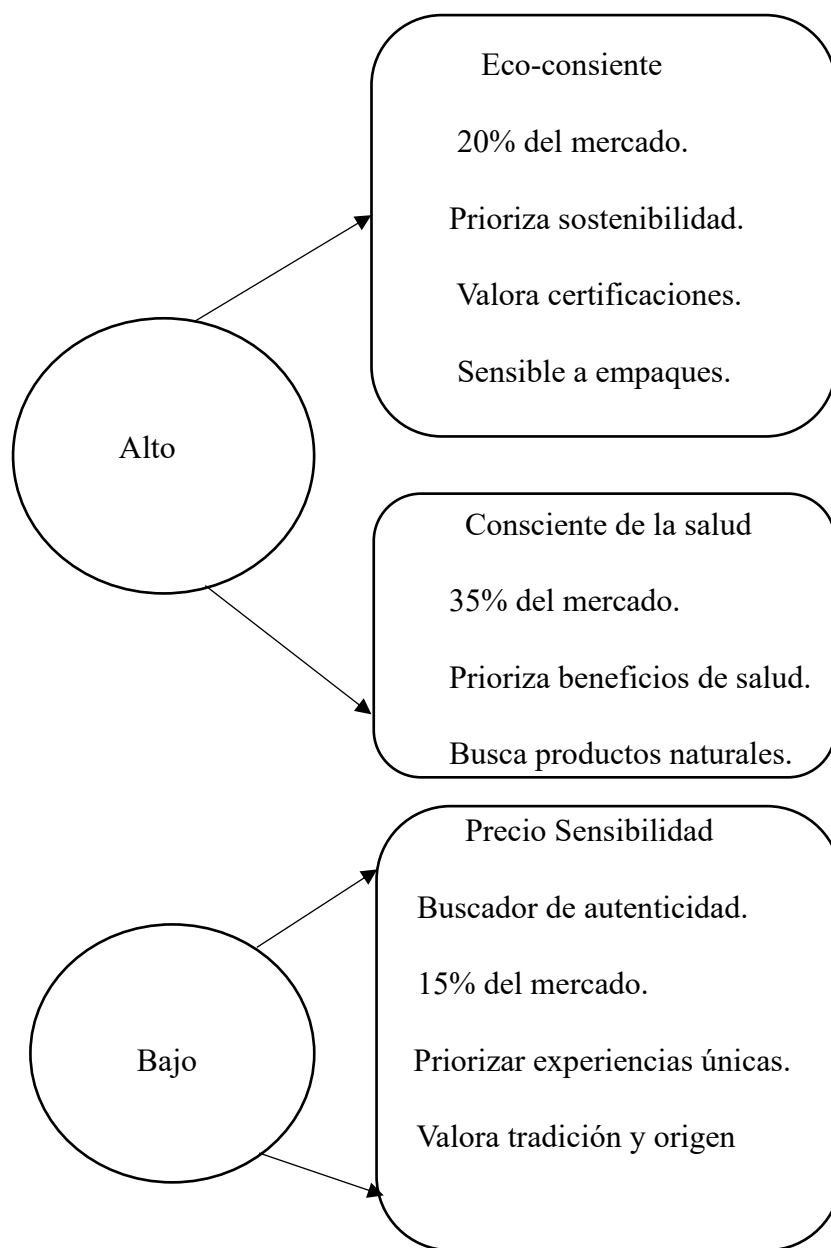 Eco-consiente
20% del mercado.
Prioriza sostenibilidad.
Valora certificaciones.
Sensible a empaques.
Alto
Consciente de la salud
35% del mercado.
Prioriza beneficios de salud.
Busca productos naturales.
Precio Sensibilidad
Buscador de autenticidad.
15% del mercado.
Priorizar experiencias únicas.
Bajo
Valora tradición y origen